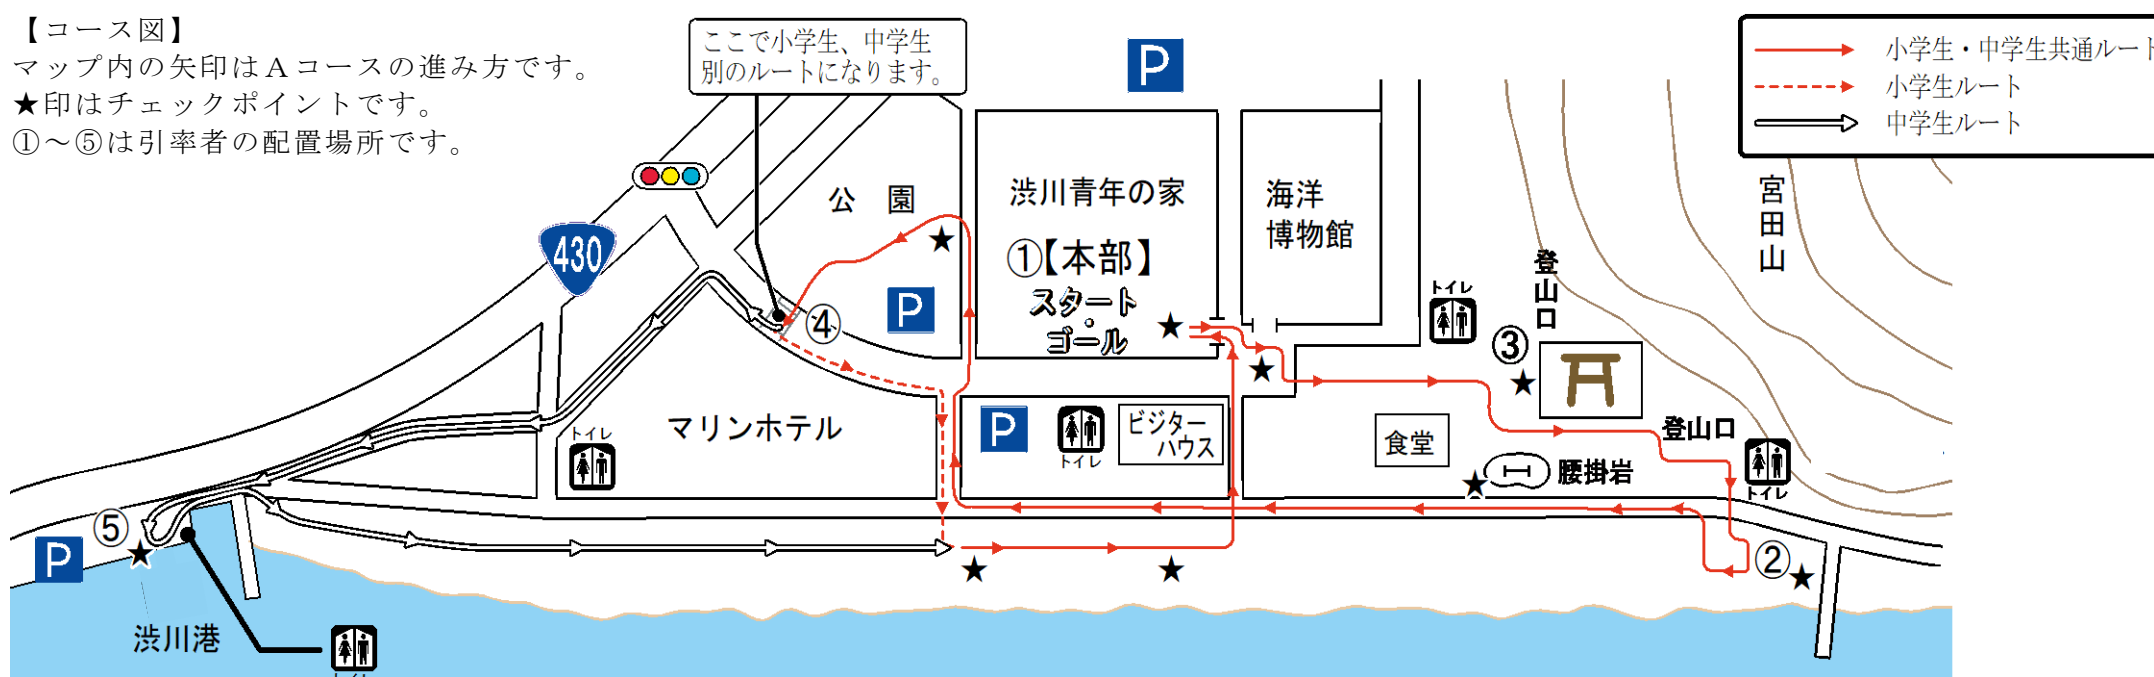 【コース図】
マップ内の矢印はAコースの進み方です。
★印はチェックポイントです。
①～⑤は引率者の配置場所です。
ここで小学生、中学生
別のルートになります。
P
小学生・中学生共通ルート
小学生ルート
中学生ルート
公　園
渋川青年の家
海洋
博物館
宮田山
430
①【本部】
スタート
・
ゴール
登山口
トイレ
P
④
③
マリンホテル
P
トイレ
ビジター
ハウス
食堂
登山口
トイレ
腰掛岩
トイレ
⑤
P
②
渋川港